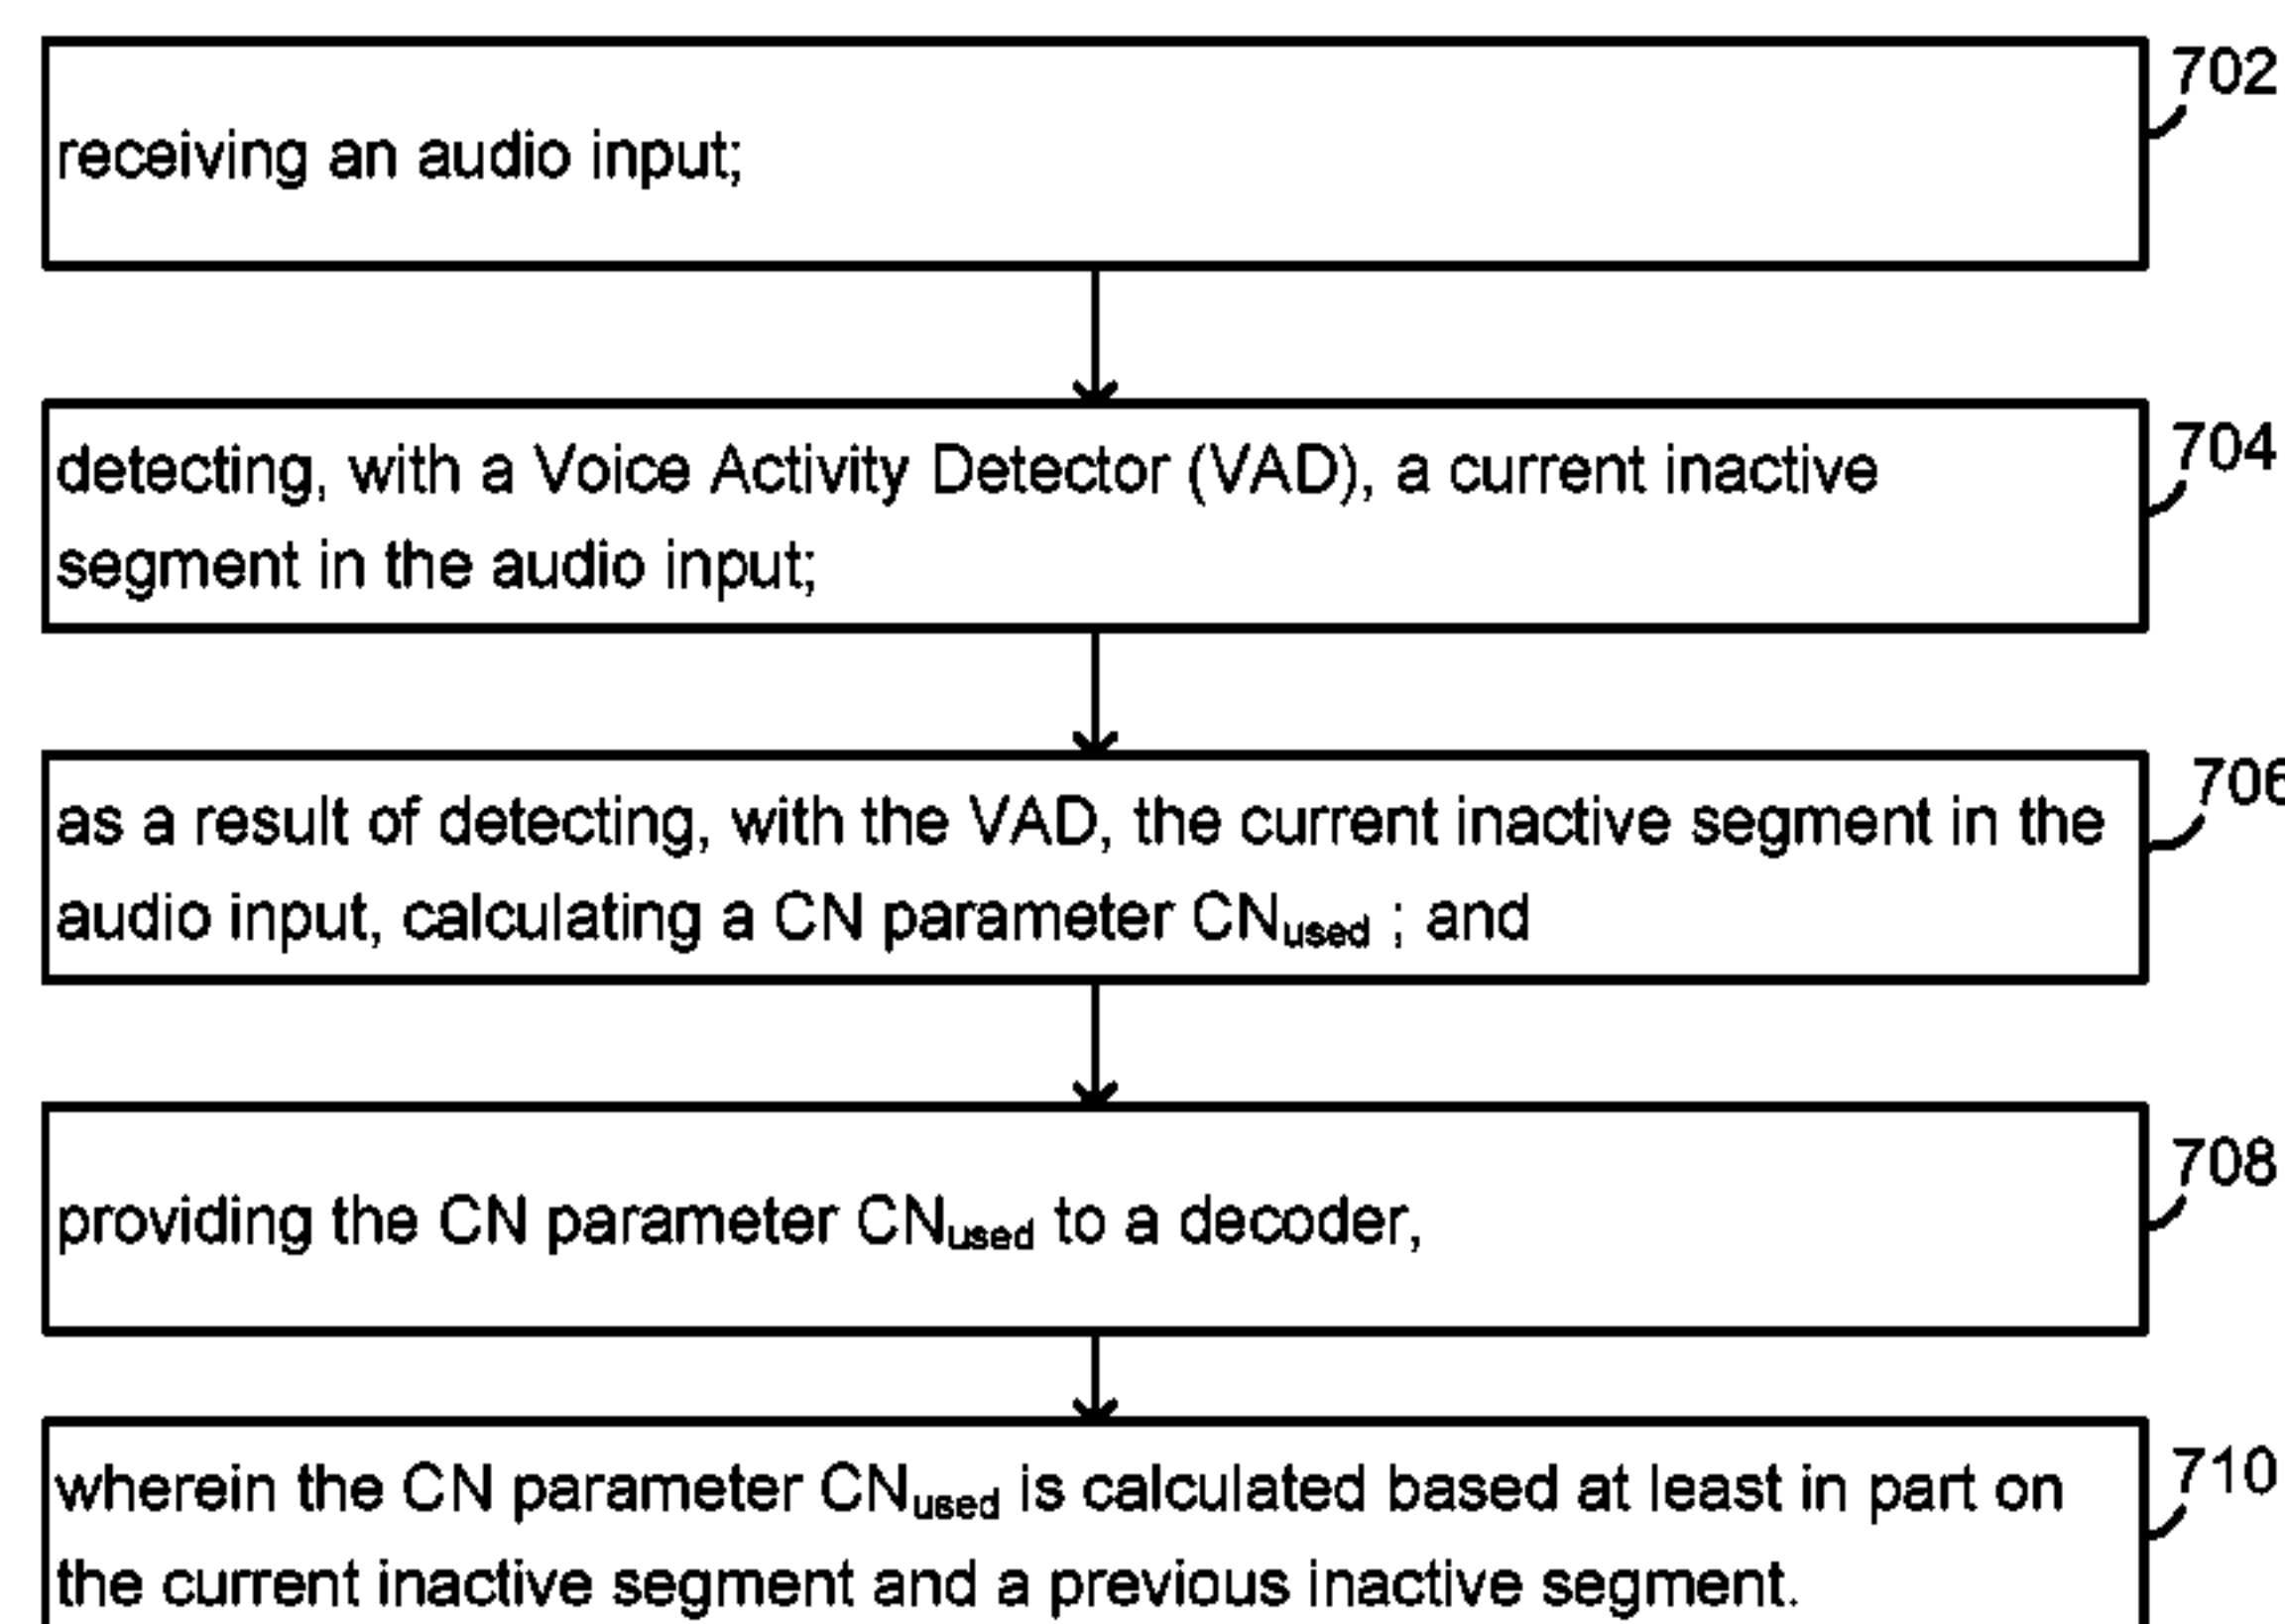 702
receiving an audio input;
704
detecting, with a Voice Activity Detector (VAD), a current inactive
segment in the audio input;
706
as a result of detecting, with the VAD, the current inactive segment in the
audio input, calculating a CN parameter CNused ; and
708
providing the CN parameter CNused to a decoder,
710
wherein the CN parameter CNused is calculated based at least in part on
the current inactive segment and a previous inactive segment.